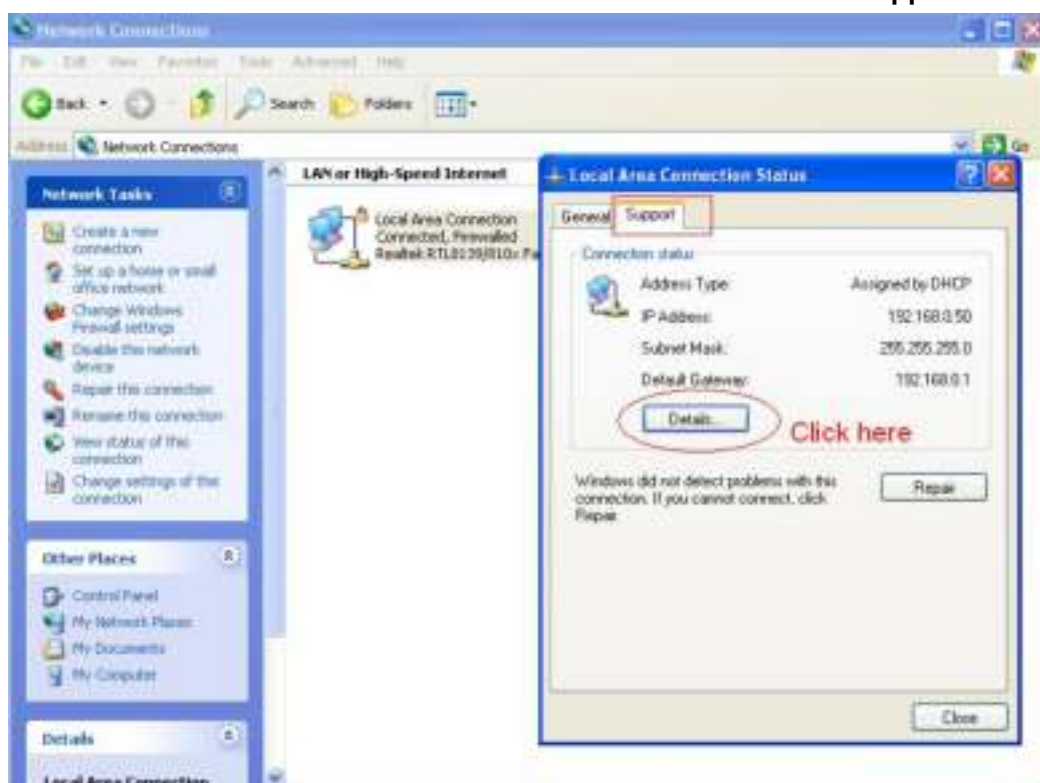 Network Connections
File Edit View Favorites Tools Advanced Help
Back Search Folders
Address Network Connections Go
Network Tasks
Create a new
connection
Set up a home or small
office network
Change Windows
Firewall settings
Disable this network
device
Repair this connection
Rename this connection
View status of this
connection
Change settings of this
connection
Other Places
Control Panel
My Network Places
My Documents
My Computer
Details
Local Area Connection
LAN or High-Speed Internet
Local Area Connection
Connected, Firewalled
Realtek RTL8139/810x Fa
Local Area Connection Status
General Support
Connection status
Address Type: Assigned by DHCP
IP Address: 192.168.0.50
Subnet Mask: 255.255.255.0
Default Gateway: 192.168.0.1
Details...
Click here
Windows did not detect problems with this
connection. If you cannot connect, click
Repair.
Repair
Close